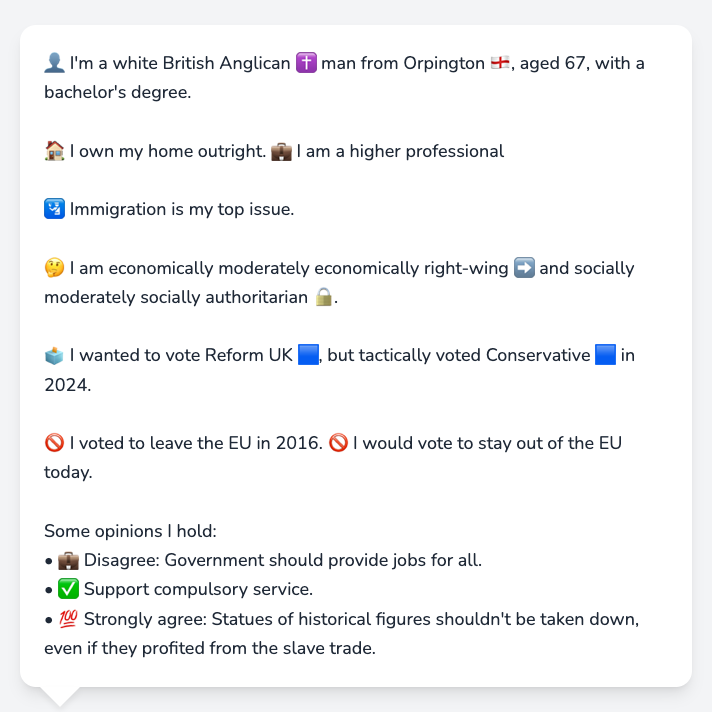 👤 I'm a white British Anglican ✝️ man from Orpington 🏴󠁧󠁢󠁥󠁮󠁧󠁿, aged 67, with a
bachelor's degree.
🏠 I own my home outright. 💼 I am a higher professional
🛂 Immigration is my top issue.
🤔 I am economically moderately economically right-wing ➡️ and socially
moderately socially authoritarian 🔒.
🗳️ I wanted to vote Reform UK 🟦, but tactically voted Conservative 🟦 in
2024.
🚫 I voted to leave the EU in 2016. 🚫 I would vote to stay out of the EU
today.
Some opinions I hold:
• 💼 Disagree: Government should provide jobs for all.
• ✅ Support compulsory service.
• 💯 Strongly agree: Statues of historical figures shouldn't be taken down,
even if they profited from the slave trade.